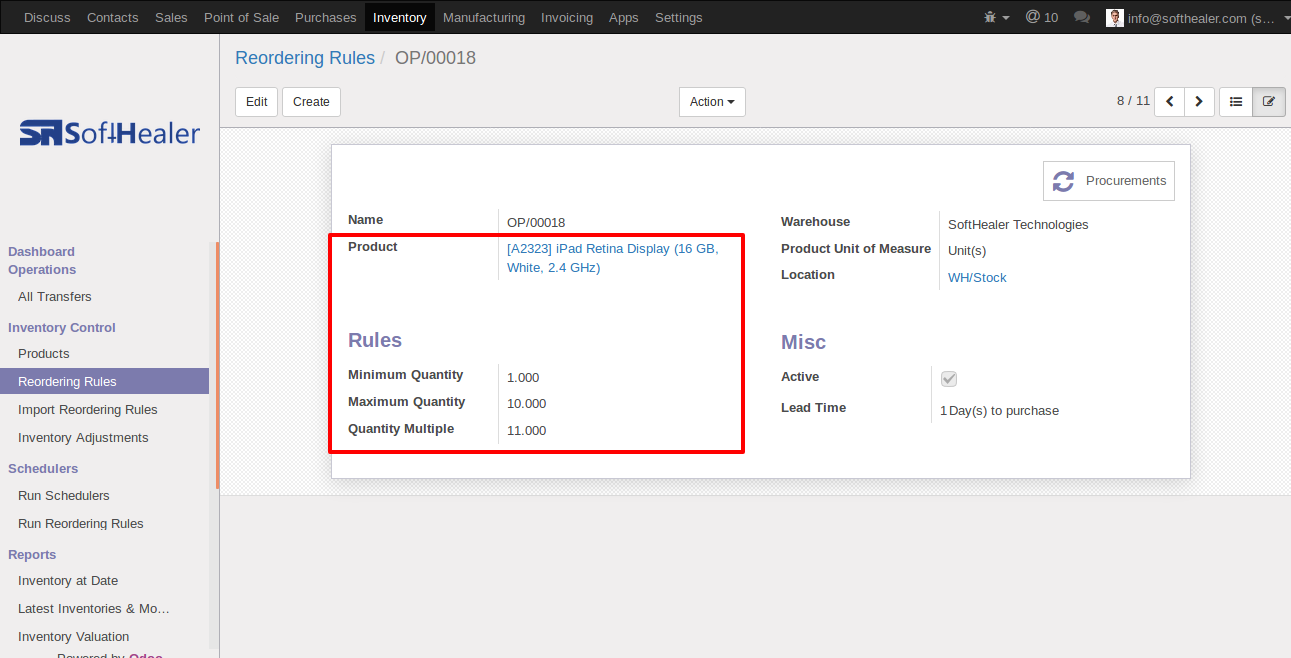 Discuss Contacts Sales Point of Sale Purchases Inventory Manufacturing Invoicing Apps Settings @ 10 info@softhealer.com (s...
Reordering Rules / OP/00018
Edit Create Action 8 / 11
SoftHealer
Dashboard
Operations
All Transfers
Inventory Control
Products
Reordering Rules
Import Reordering Rules
Inventory Adjustments
Schedulers
Run Schedulers
Run Reordering Rules
Reports
Inventory at Date
Latest Inventories & Mo...
Inventory Valuation
Powered by Odoo
Procurements
Name OP/00018
Product [A2323] iPad Retina Display (16 GB,
White, 2.4 GHz)
Warehouse SoftHealer Technologies
Product Unit of Measure Unit(s)
Location WH/Stock
Rules
Minimum Quantity 1.000
Maximum Quantity 10.000
Quantity Multiple 11.000
Misc
Active
Lead Time 1 Day(s) to purchase